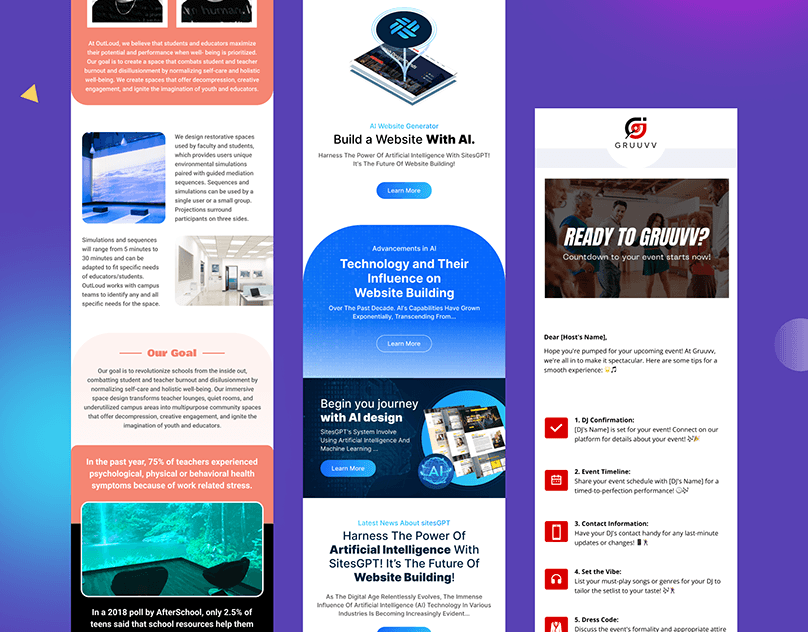 At OutLoud, we believe that students and educators maximize
their potential and performance when well- being is prioritized.
Our goal is to create a space that combats student and teacher
burnout and disillusionment by normalizing self-care and holistic
well-being. We create spaces that offer decompression, creative
engagement, and ignite the imagination of youth and educators.
We design restorative spaces
used by faculty and students,
which provides users unique
environmental simulations
paired with guided mediation
sequences. Sequences and
simulations can be used by a
single user or a small group.
Projections surround
participants on three sides.
Simulations and sequences
will range from 5 minutes to
30 minutes and can be
adapted to fit specific needs
of educators/students.
OutLoud works with campus
teams to identify any and all
specific needs for the space.
Our Goal
Our goal is to revolutionize schools from the inside out,
combatting student and teacher burnout and disilusionment by
normalizing self-care and holistic well-being. Our immersive
space design transforms teacher lounges, quiet rooms, and
underutilized campus areas into multipurpose community spaces
that offer decompression, creative engagement, and ignite the
imagination of youth and educators.
In the past year, 75% of teachers experienced
psychological, physical or behavioral health
symptoms because of work related stress.
In a 2018 poll by AfterSchool, only 2.5% of
teens said that school resources help them
AI Website Generator
Build a Website With AI.
Harness The Power Of Artificial Intelligence With SitesGPT!
It's The Future Of Website Building!
Learn More
Advancements in AI
Technology and Their
Influence on
Website Building
Over The Past Decade, AI's Capabilities Have Grown
Exponentially, Transcending From...
Learn More
Begin you journey
with AI design
SitesGPT's System Involve
Using Artificial Intelligence And
Machine Learning ...
Learn More
AI
Latest News About sitesGPT
Harness The Power Of
Artificial Intelligence With
SitesGPT! It's The Future Of
Website Building!
As The Digital Age Relentlessly Evolves, The Immense
Influence Of Artificial Intelligence (AI) Technology In Various
Industries Is Becoming Increasingly Evident...
GRUUVV
READY TO GRUUVV?
Countdown to your event starts now!
Dear [Host's Name],
Hope you're pumped for your upcoming event! At Gruuvv,
we're all in to make it spectacular. Here are some tips for a
smooth experience:
1. DJ Confirmation:
[DJ's Name] is set for your event! Connect on our
platform for details about your event!
2. Event Timeline:
Share your event schedule with [DJ's Name] for a
timed-to-perfection performance!
3. Contact Information:
Have your DJ's contact handy for any last-minute
updates or changes!
4. Set the Vibe:
List your must-play songs or genres for your DJ to
tailor the setlist to your taste!
5. Dress Code:
Discuss the event's formality and appropriate attire